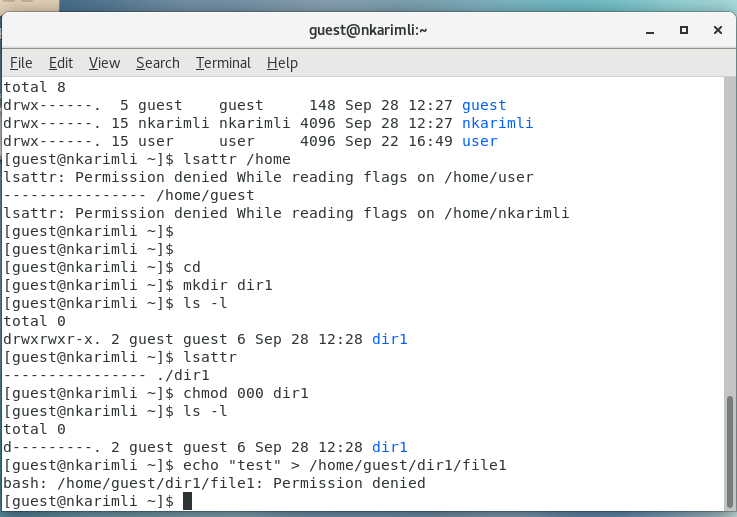 guest@nkarimli:~
File Edit View Search Terminal Help
total 8
drwx------.  5 guest    guest     148 Sep 28 12:27 guest
drwx------. 15 nkarimli nkarimli 4096 Sep 28 12:27 nkarimli
drwx------. 15 user     user     4096 Sep 22 16:49 user
[guest@nkarimli ~]$ lsattr /home
lsattr: Permission denied While reading flags on /home/user
---------------- /home/guest
lsattr: Permission denied While reading flags on /home/nkarimli
[guest@nkarimli ~]$
[guest@nkarimli ~]$
[guest@nkarimli ~]$ cd
[guest@nkarimli ~]$ mkdir dir1
[guest@nkarimli ~]$ ls -l
total 0
drwxrwxr-x. 2 guest guest 6 Sep 28 12:28 dir1
[guest@nkarimli ~]$ lsattr
---------------- ./dir1
[guest@nkarimli ~]$ chmod 000 dir1
[guest@nkarimli ~]$ ls -l
total 0
d---------. 2 guest guest 6 Sep 28 12:28 dir1
[guest@nkarimli ~]$ echo "test" > /home/guest/dir1/file1
bash: /home/guest/dir1/file1: Permission denied
[guest@nkarimli ~]$